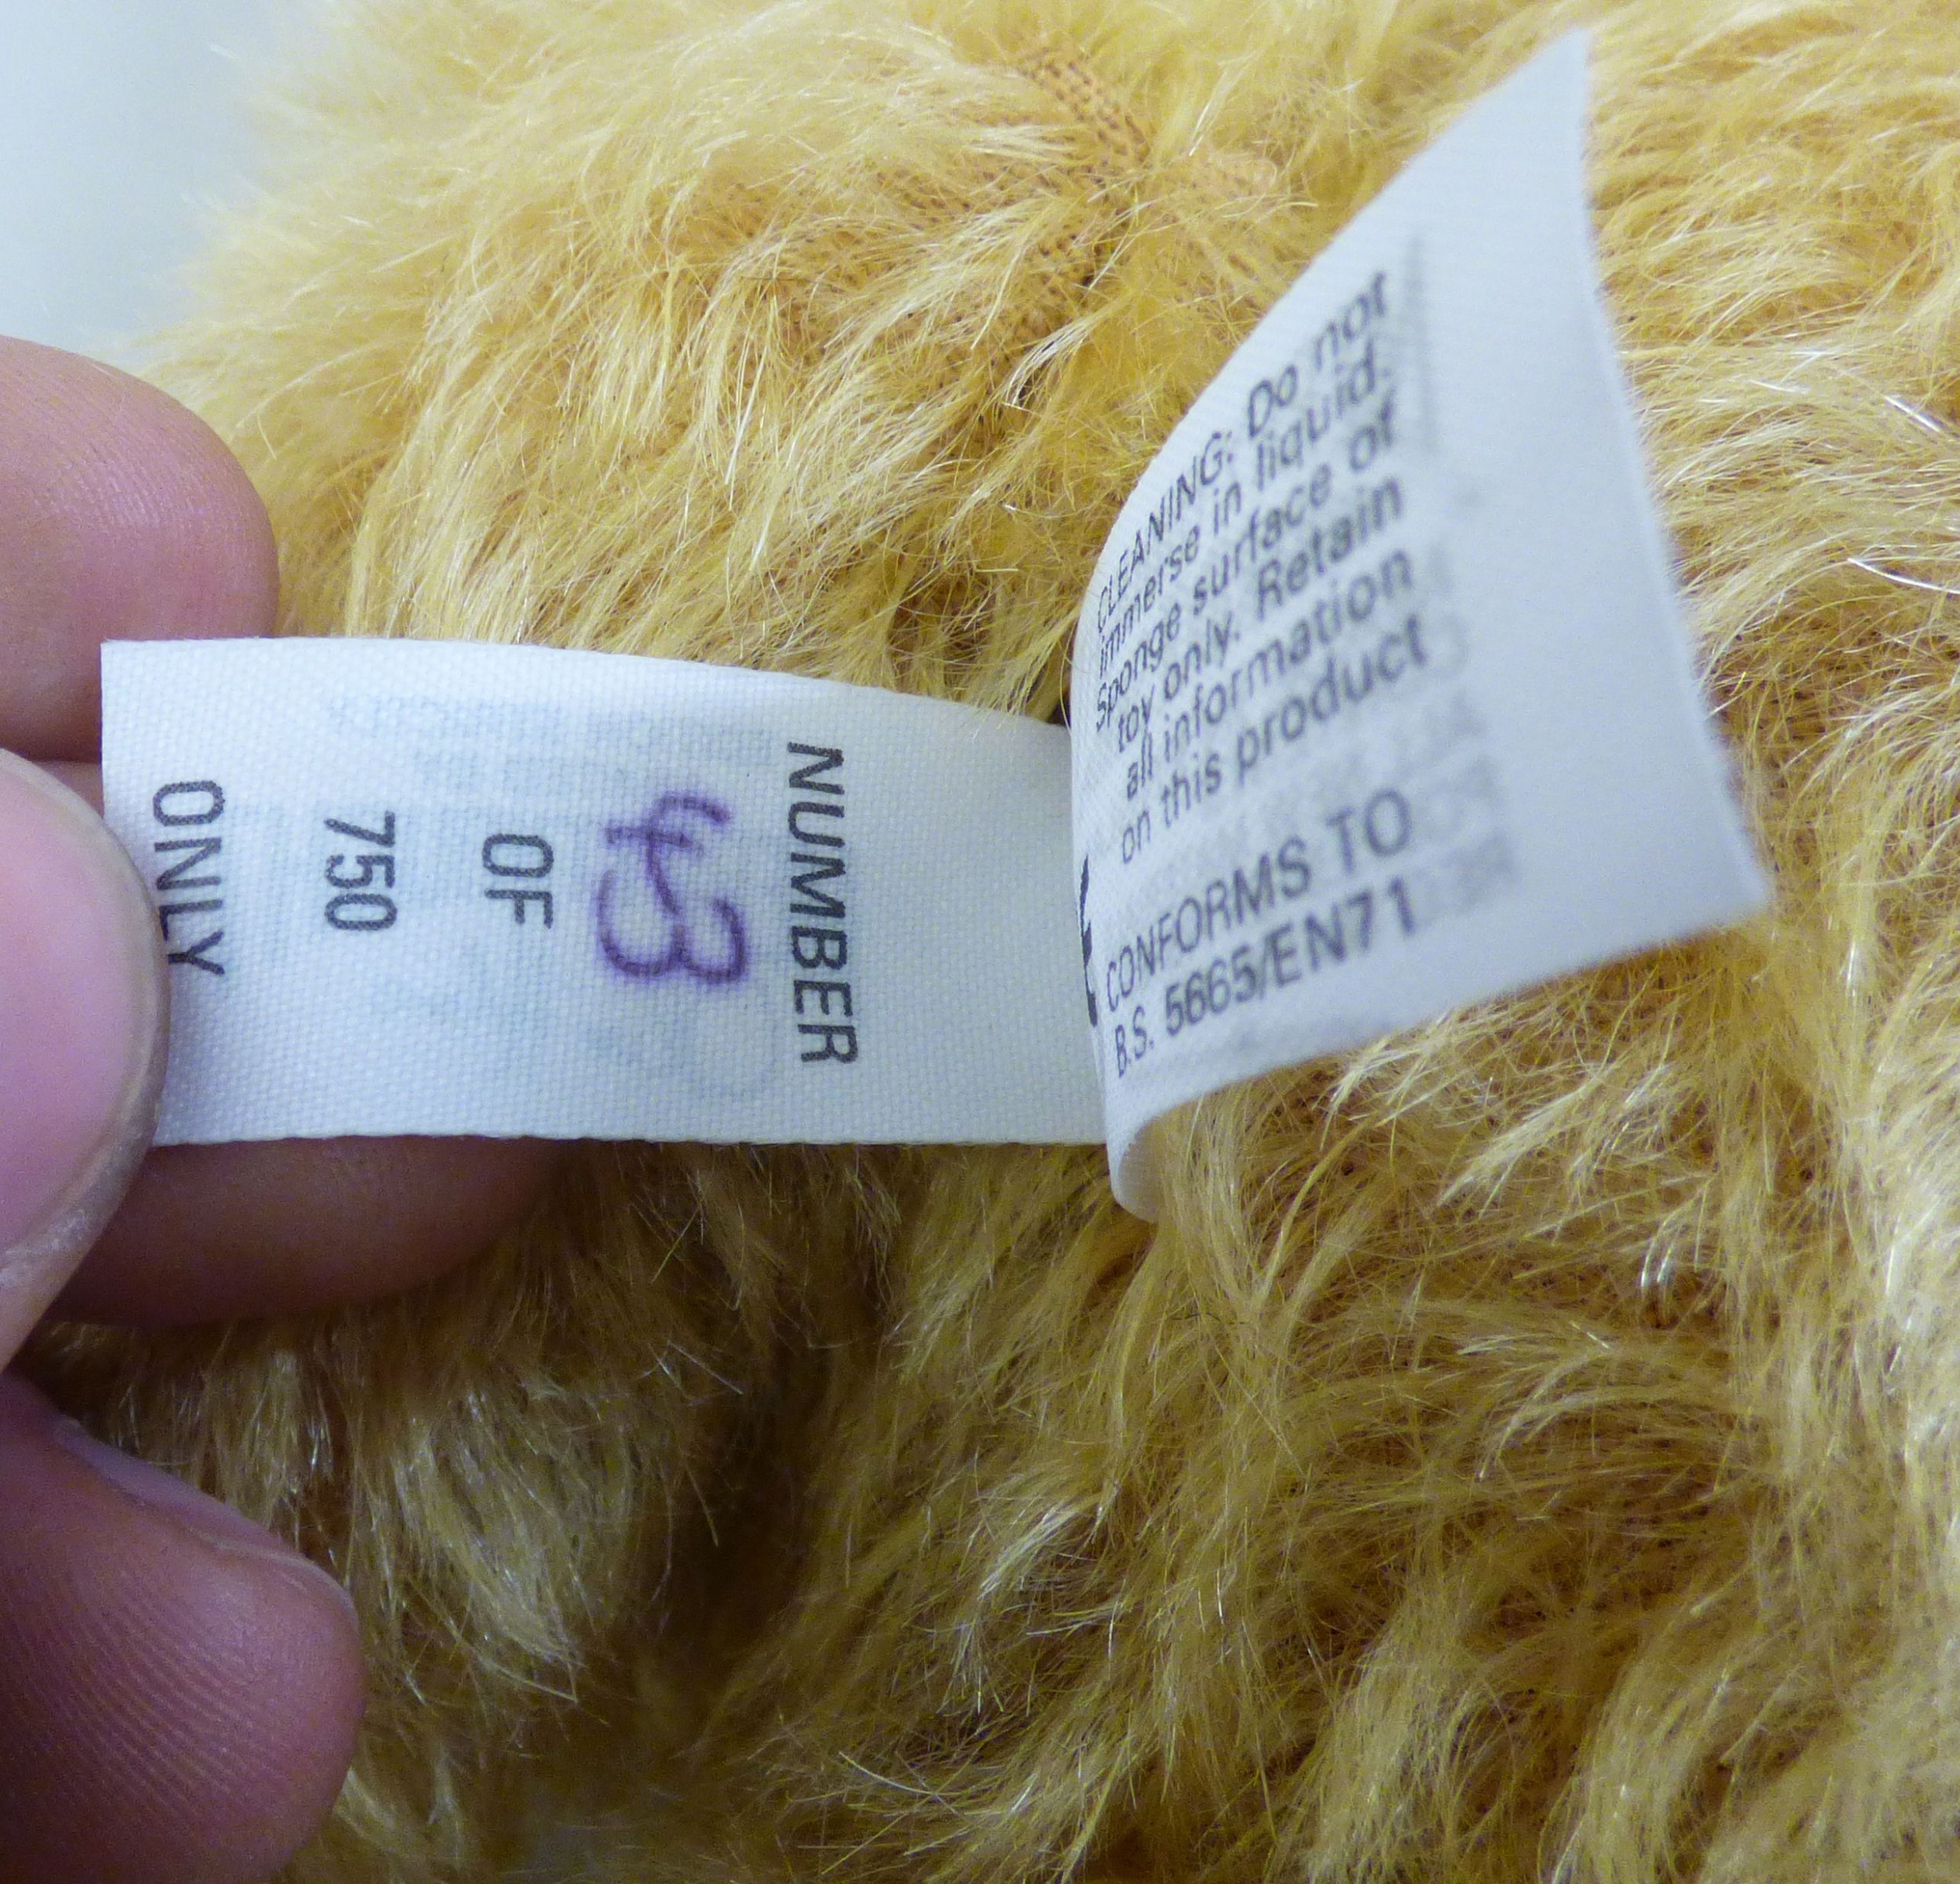 NUMBER
43
OF
750
ONLY
CLEANING: Do not
immerse in liquid.
Sponge surface of
toy only. Retain
all information
on this product
CONFORMS TO
B.S. 5665/EN71